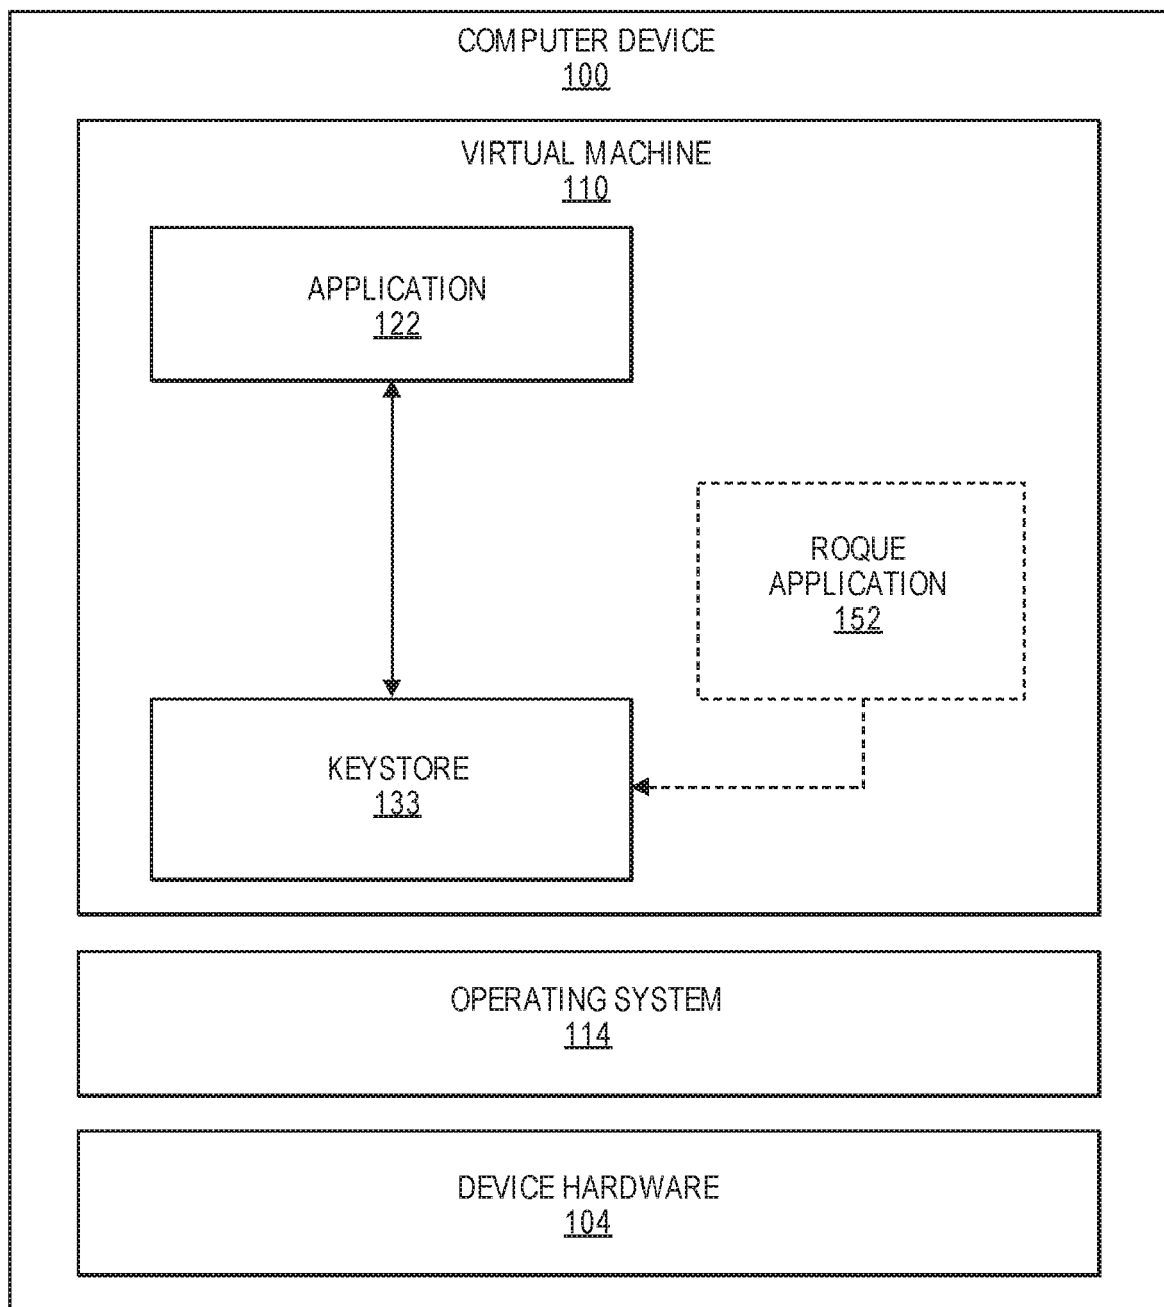 COMPUTER DEVICE
100
VIRTUAL MACHINE
110
APPLICATION
122
ROQUE
APPLICATION
152
KEYSTORE
133
OPERATING SYSTEM
114
DEVICE HARDWARE
104